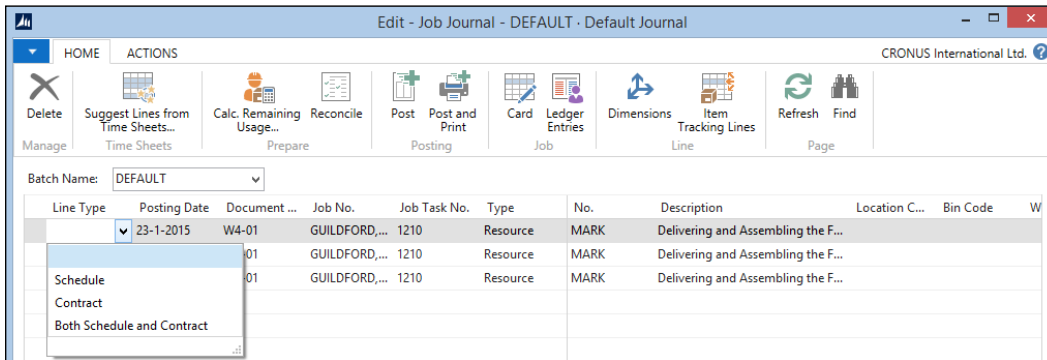 Edit - Job Journal - DEFAULT · Default Journal
HOME ACTIONS CRONUS International Ltd.
Delete Suggest Lines from Time Sheets... Calc. Remaining Usage... Reconcile Post Post and Print Card Ledger Entries Dimensions Item Tracking Lines Refresh Find
Manage Time Sheets Prepare Posting Job Line Page
Batch Name: DEFAULT
Line Type Posting Date Document ... Job No. Job Task No. Type No. Description Location C... Bin Code W
23-1-2015 W4-01 GUILDFORD,... 1210 Resource MARK Delivering and Assembling the F...
-01 GUILDFORD,... 1210 Resource MARK Delivering and Assembling the F...
Schedule -01 GUILDFORD,... 1210 Resource MARK Delivering and Assembling the F...
Contract
Both Schedule and Contract